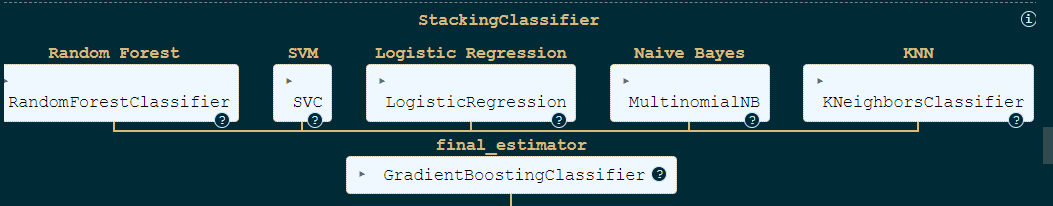 StackingClassifier
Random Forest SVM Logistic Regression Naive Bayes KNN
RandomForestClassifier SVC LogisticRegression MultinomialNB KNeighborsClassifier
? ? ? ? ?
final_estimator
GradientBoostingClassifier ?